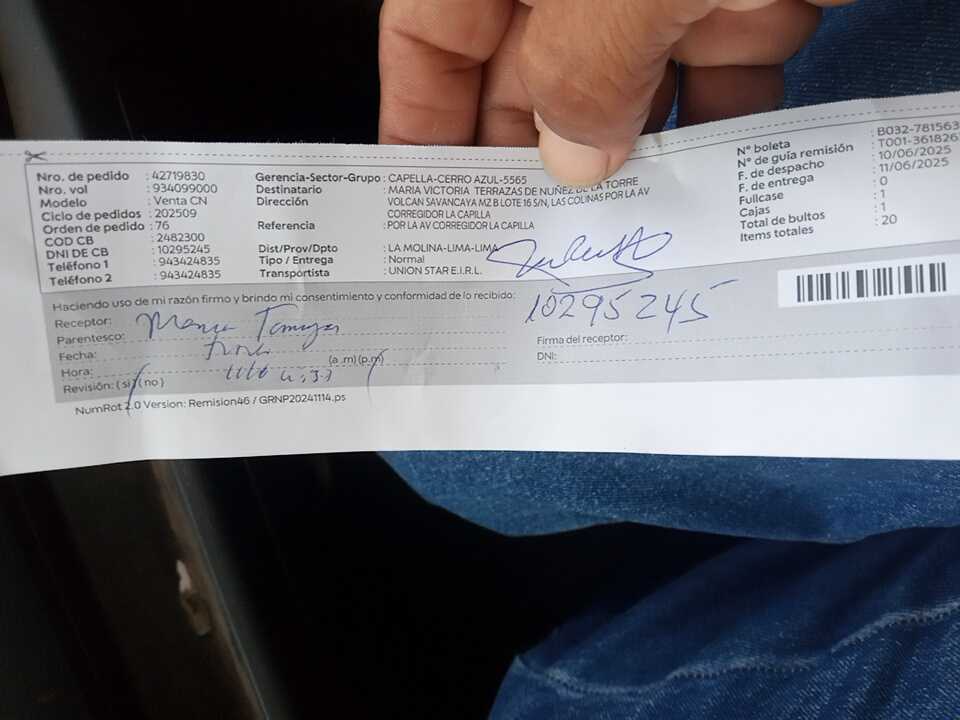 Nro. de pedido : 42719830
Nro. vol : 934099000
Modelo : Venta CN
Ciclo de pedidos : 202509
Orden de pedido : 76
COD CB : 2482300
DNI DE CB : 10295245
Teléfono 1 : 943424835
Teléfono 2 : 943424835
Gerencia-Sector-Grupo : CAPELLA-CERRO AZUL-5565
Destinatario : MARIA VICTORIA TERRAZAS DE NUÑEZ DE LA TORRE
Dirección VOLCAN SAVANCAYA MZ B LOTE 16 S/N, LAS COLINAS POR LA AV
CORREGIDOR LA CAPILLA
Referencia : POR LA AV CORREGIDOR LA CAPILLA
Dist/Prov/Dpto : LA MOLINA-LIMA-LIMA
Tipo / Entrega : Normal
Transportista : UNION STAR E.I.R.L.
N° boleta : B032-781563
N° de guía remisión : T001-361826
F. de despacho : 10/06/2025
F. de entrega : 11/06/2025
Fullcase : 0
Cajas : 1
Total de bultos : 1
Items totales : 20
Haciendo uso de mi razón firmo y brindo mi consentimiento y conformidad de lo recibido:
Receptor:
Parentesco:
Fecha:
Hora: (a .m) (p.m)
Revisión: ( si) ( no )
10295245
Firma del receptor:
DNI:
NumRot 2.0 Version: Remision46 / GRNP20241114.ps